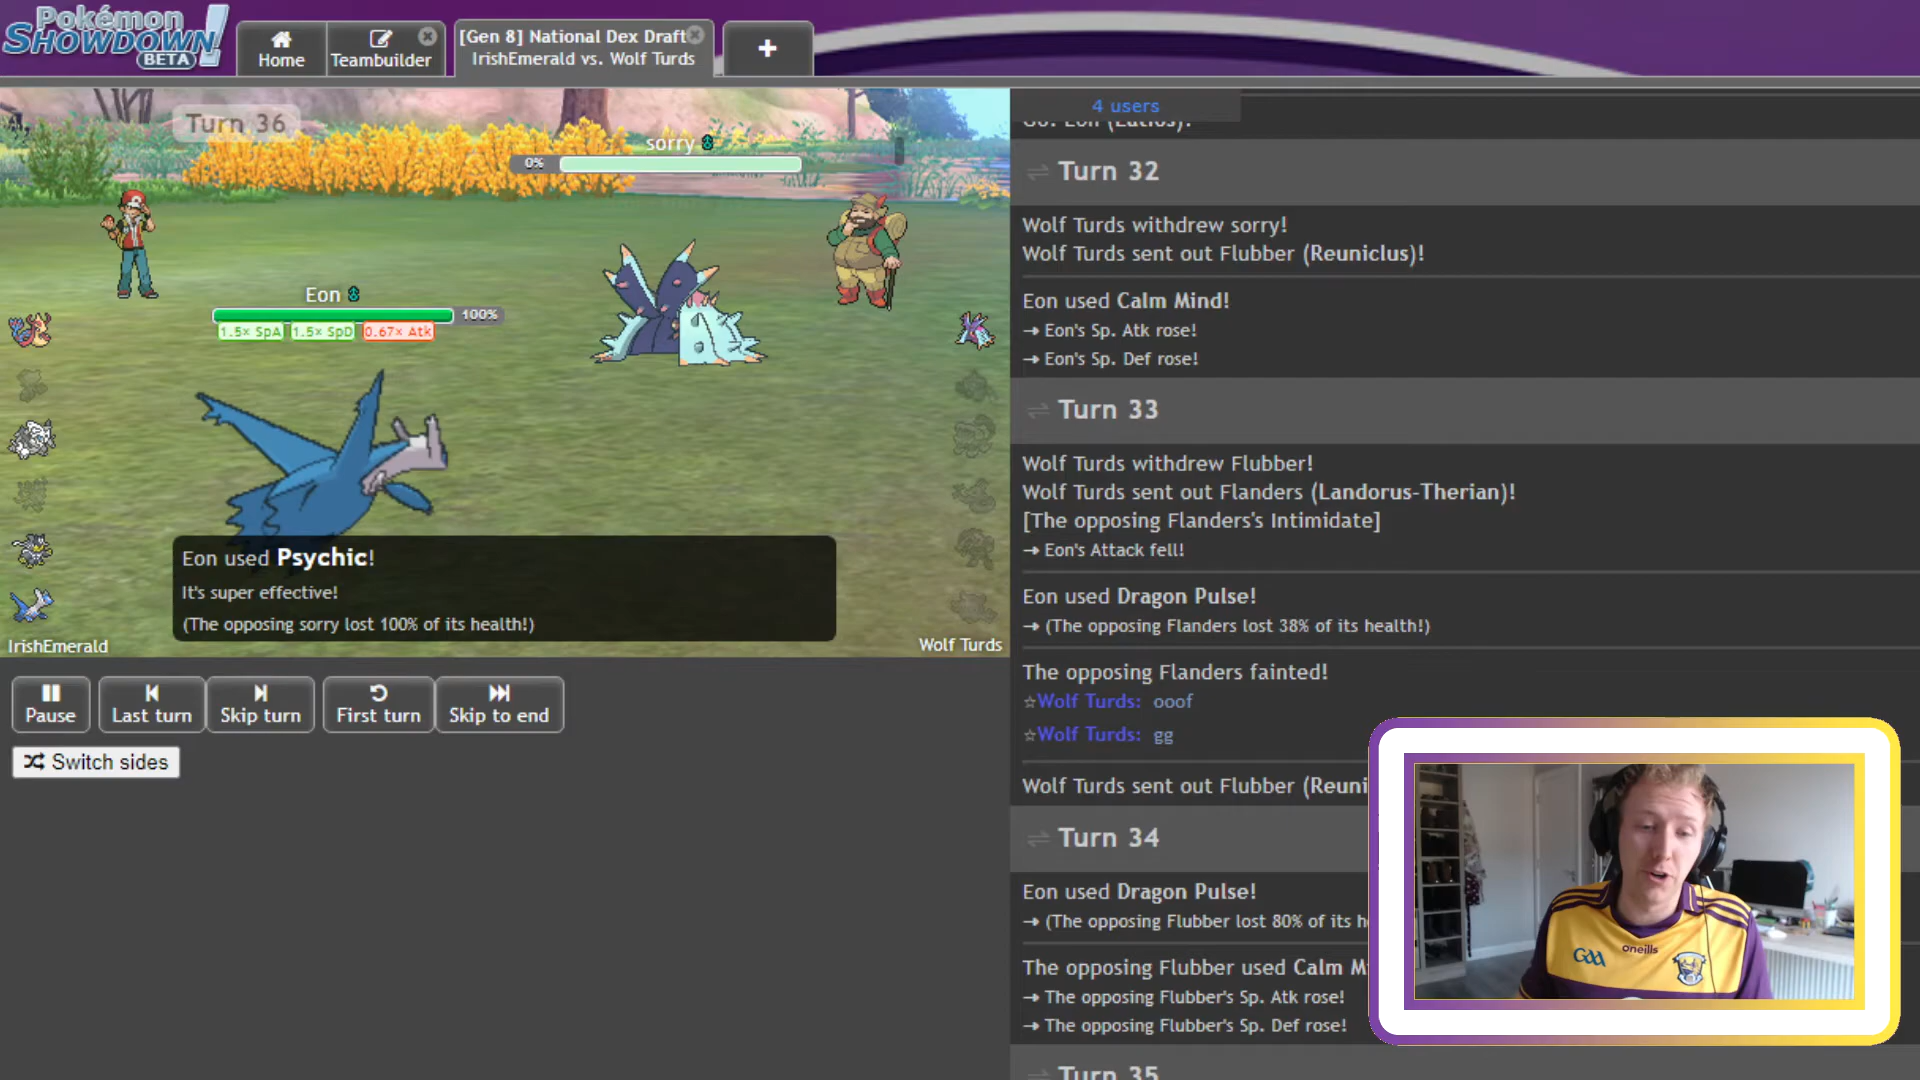 Pokémon
SHOWDOWN!
BETA
Home
Teambuilder
[Gen 8] National Dex Draft
IrishEmerald vs. Wolf Turds
Turn 36
sorry
0%
Eon
100%
1.5× SpA
1.5× SpD
0.67× Atk
Eon used Psychic!
It's super effective!
(The opposing sorry lost 100% of its health!)
IrishEmerald
Wolf Turds
Pause
Last turn
Skip turn
First turn
Skip to end
Switch sides
4 users
Go! Eon (Latios)!
Turn 32
Wolf Turds withdrew sorry!
Wolf Turds sent out Flubber (Reuniclus)!
Eon used Calm Mind!
→ Eon's Sp. Atk rose!
→ Eon's Sp. Def rose!
Turn 33
Wolf Turds withdrew Flubber!
Wolf Turds sent out Flanders (Landorus-Therian)!
[The opposing Flanders's Intimidate]
→ Eon's Attack fell!
Eon used Dragon Pulse!
→ (The opposing Flanders lost 38% of its health!)
The opposing Flanders fainted!
☆Wolf Turds: ooof
☆Wolf Turds: gg
Wolf Turds sent out Flubber (Reuni
Turn 34
Eon used Dragon Pulse!
→ (The opposing Flubber lost 80% of its h
The opposing Flubber used Calm M
→ The opposing Flubber's Sp. Atk rose!
→ The opposing Flubber's Sp. Def rose!
Turn 35
GAA
oneills